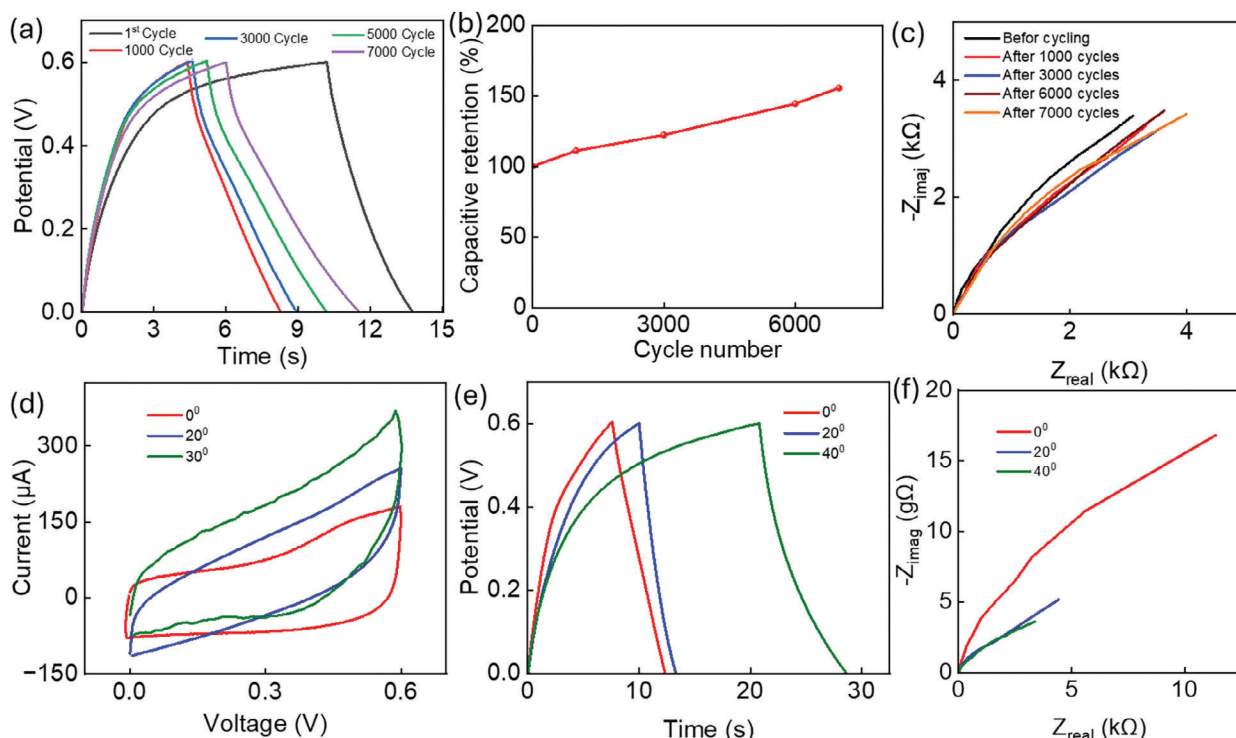 (a)
1st Cycle
1000 Cycle
3000 Cycle
5000 Cycle
7000 Cycle
0.6
0.4
0.2
0.0
Potential (V)
0 3 6 9 12 15
Time (s)
(b)
200
150
100
50
0
Capacitive retention (%)
0 3000 6000
Cycle number
(c)
Befor cycling
After 1000 cycles
After 3000 cycles
After 6000 cycles
After 7000 cycles
4
2
0
-Zimaj (kΩ)
0 2 4
Zreal (kΩ)
(d)
0⁰
20⁰
30⁰
300
150
0
−150
Current (µA)
0.0 0.3 0.6
Voltage (V)
(e)
0⁰
20⁰
40⁰
0.6
0.4
0.2
0.0
Potential (V)
0 10 20 30
Time (s)
(f)
0⁰
20⁰
40⁰
20
15
10
5
0
-Zimag (gΩ)
0 5 10
Zreal (kΩ)